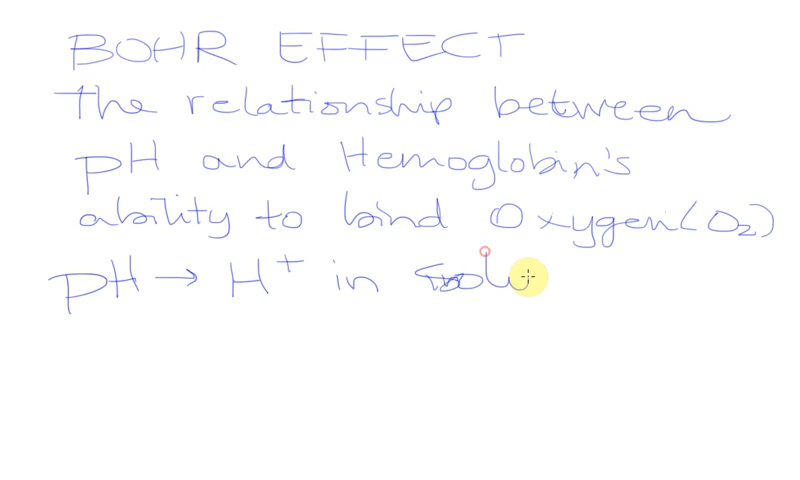 BOHR EFFECT
The relationship between
pH and Hemoglobin's
ability to bind Oxygen (O₂)
pH → H⁺ in